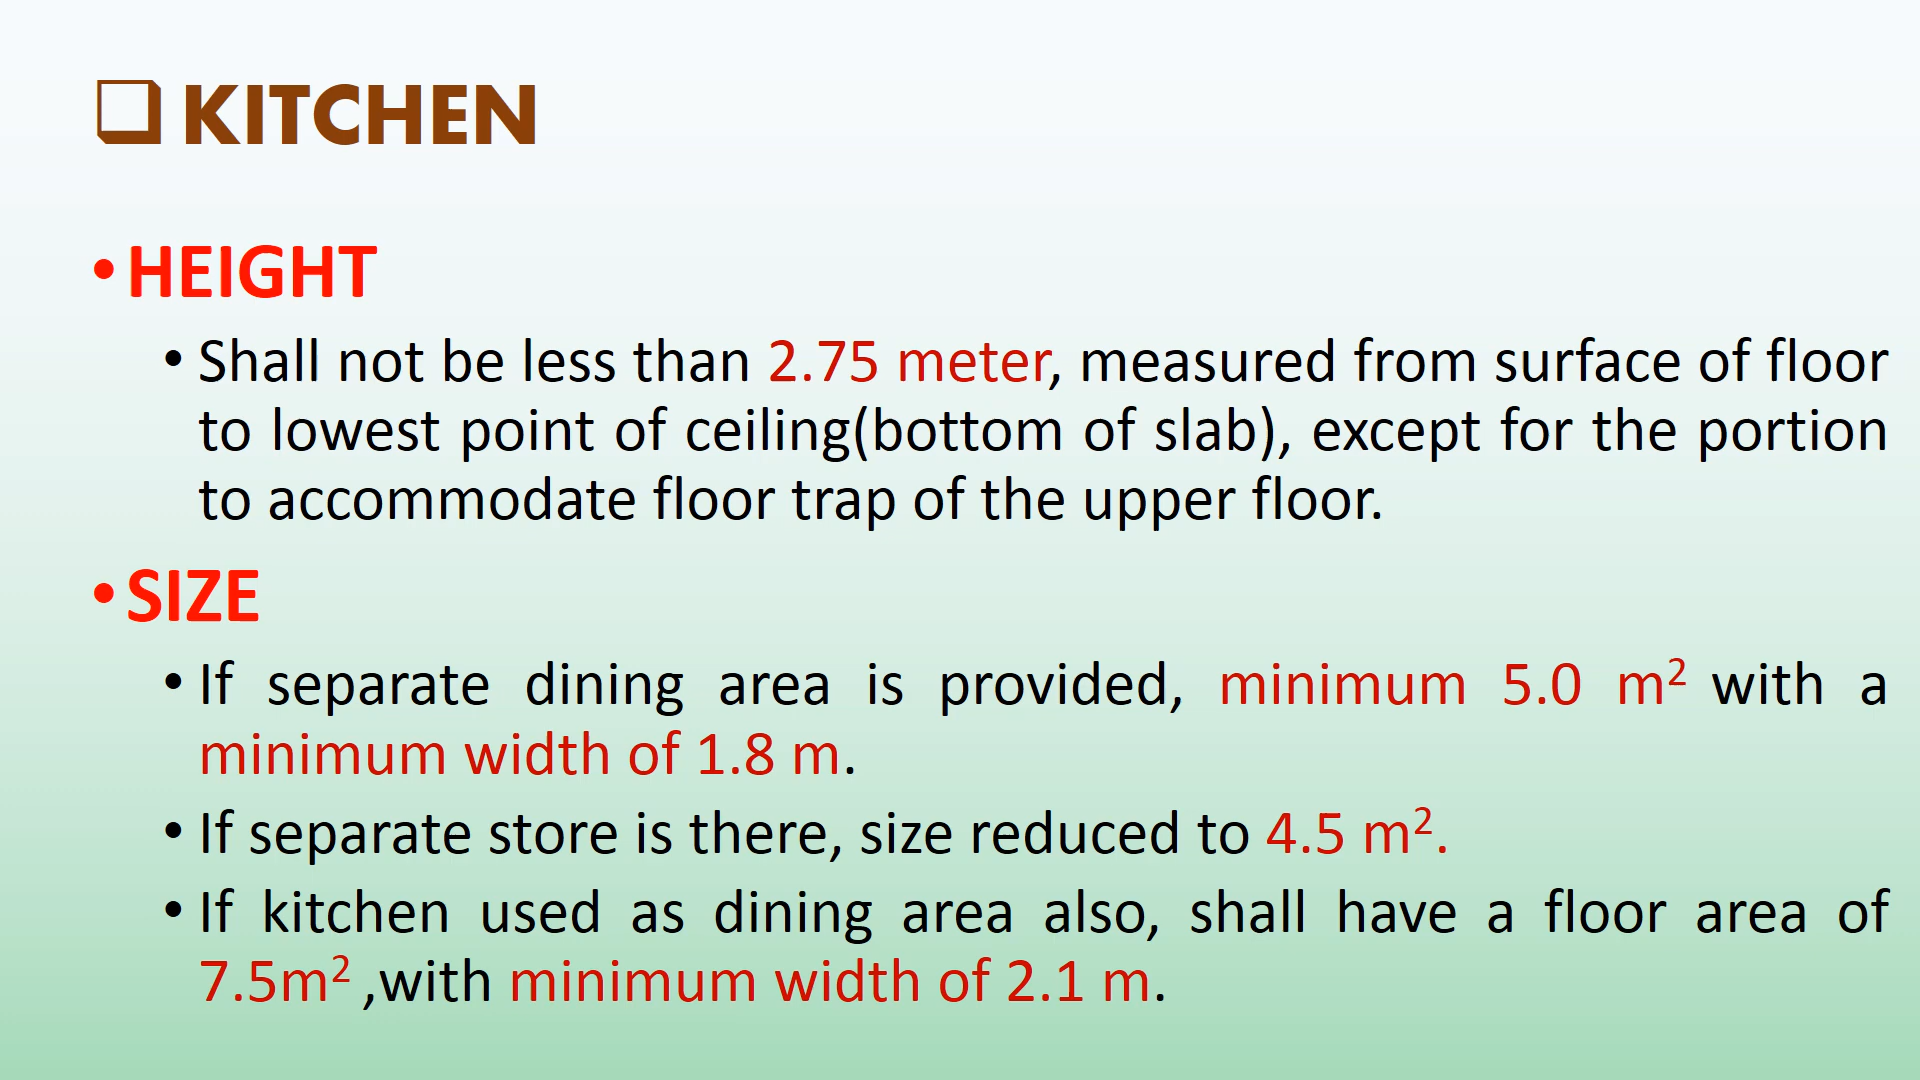 ❑ KITCHEN
• HEIGHT
• Shall not be less than 2.75 meter, measured from surface of floor
to lowest point of ceiling(bottom of slab), except for the portion
to accommodate floor trap of the upper floor.
• SIZE
• If separate dining area is provided, minimum 5.0 m² with a
minimum width of 1.8 m.
• If separate store is there, size reduced to 4.5 m².
• If kitchen used as dining area also, shall have a floor area of
7.5m² ,with minimum width of 2.1 m.